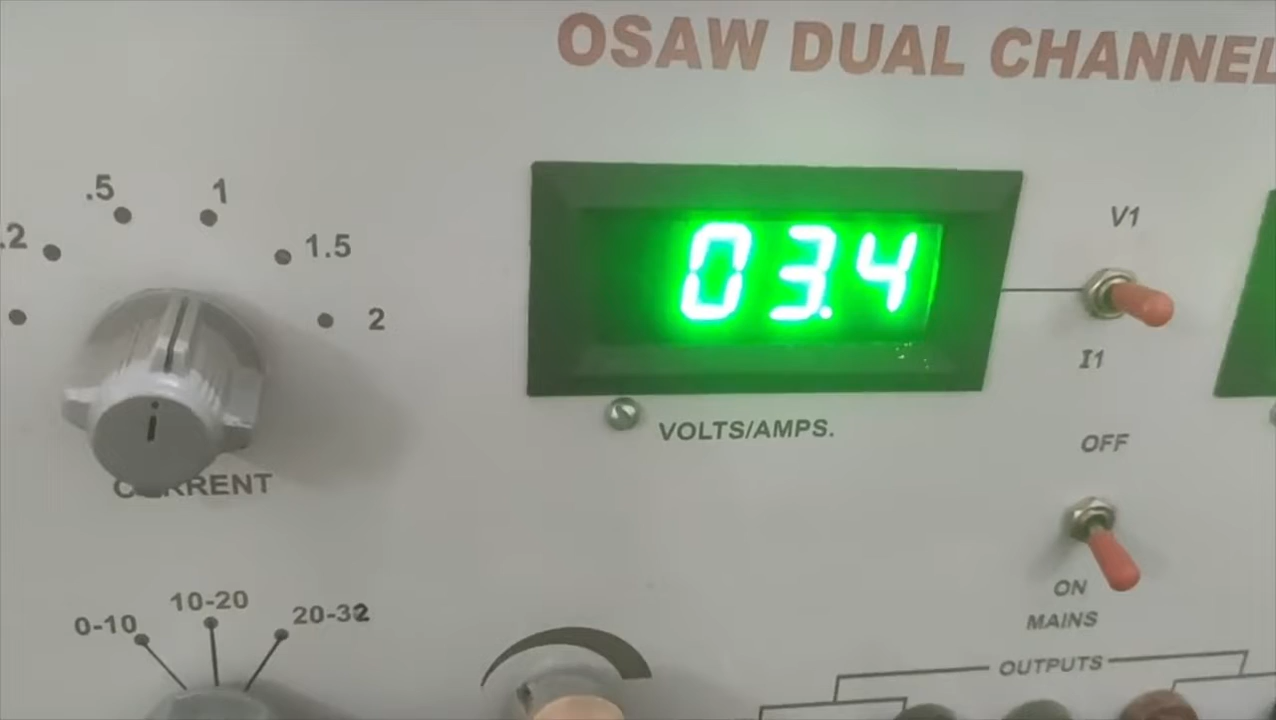 OSAW DUAL CHANNEL
.5
1
.2
1.5
2
03.4
V1
I1
VOLTS/AMPS.
OFF
CURRENT
ON
MAINS
0-10
10-20
20-32
OUTPUTS